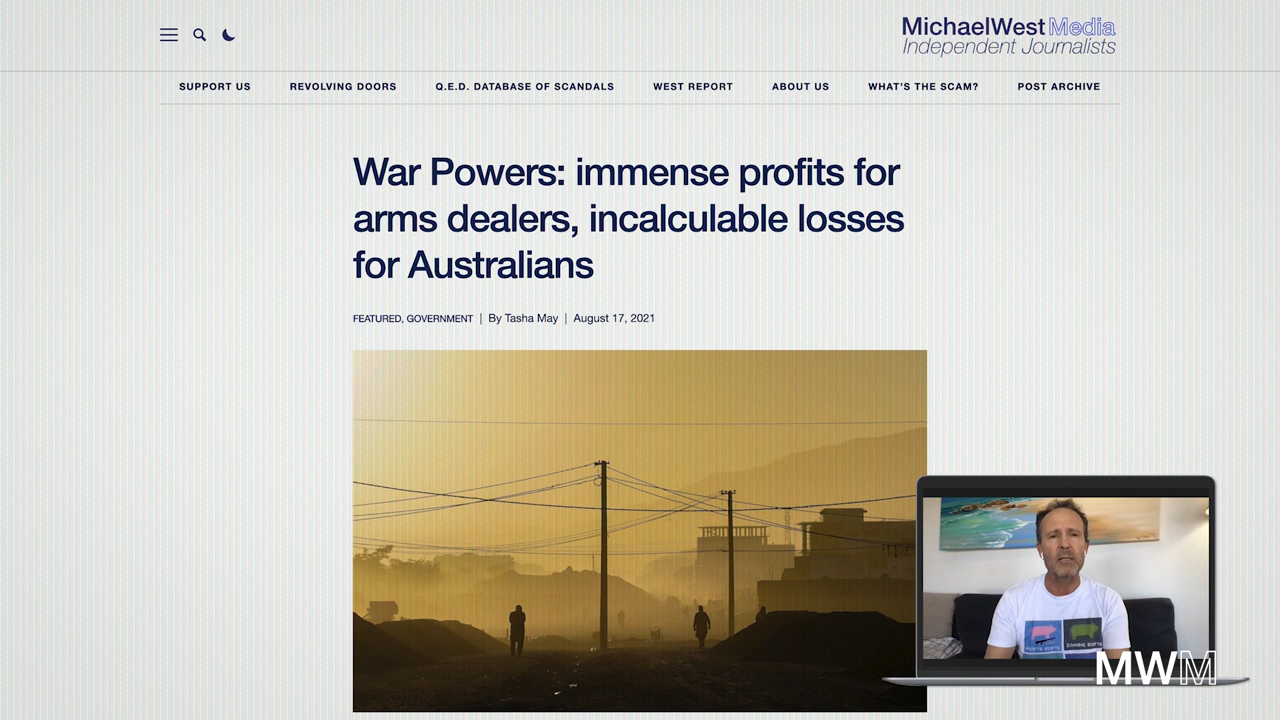 MichaelWest Media
Independent Journalists
SUPPORT US REVOLVING DOORS Q.E.D. DATABASE OF SCANDALS WEST REPORT ABOUT US WHAT'S THE SCAM? POST ARCHIVE
War Powers: immense profits for
arms dealers, incalculable losses
for Australians
FEATURED, GOVERNMENT | By Tasha May | August 17, 2021
ZOMBIE RORTS
MWM